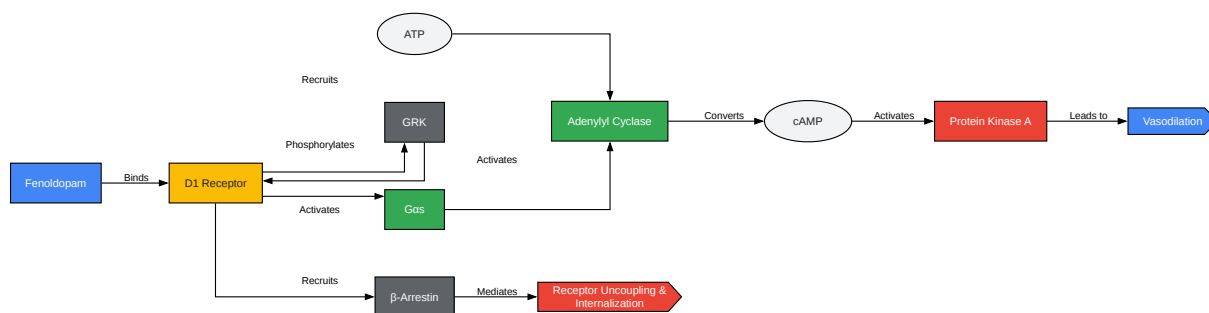 ATP
Recruits
GRK
Adenylyl Cyclase
Converts
cAMP
Activates
Protein Kinase A
Leads to
Vasodilation
Phosphorylates
Activates
Fenoldopam
Binds
D1 Receptor
Activates
Gαs
Recruits
β-Arrestin
Mediates
Receptor Uncoupling &
Internalization